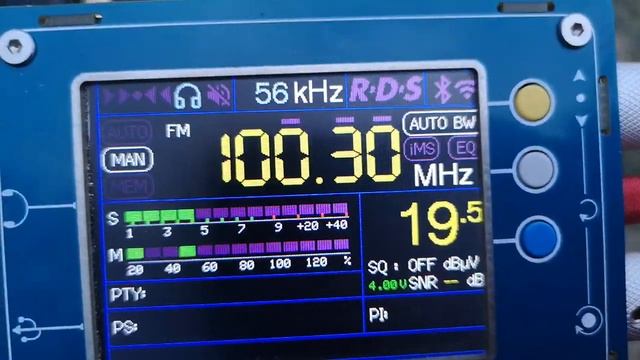 56 kHz R·D·S
AUTO FM 100.30 AUTO BW
MAN iMS EQ
MEM MHz
S 1 3 5 7 9 +20 +40 19.5
M 20 40 60 80 100 120 % SQ: OFF dBµV
4.00V SNR -- dB
PTY:
PS: PI: